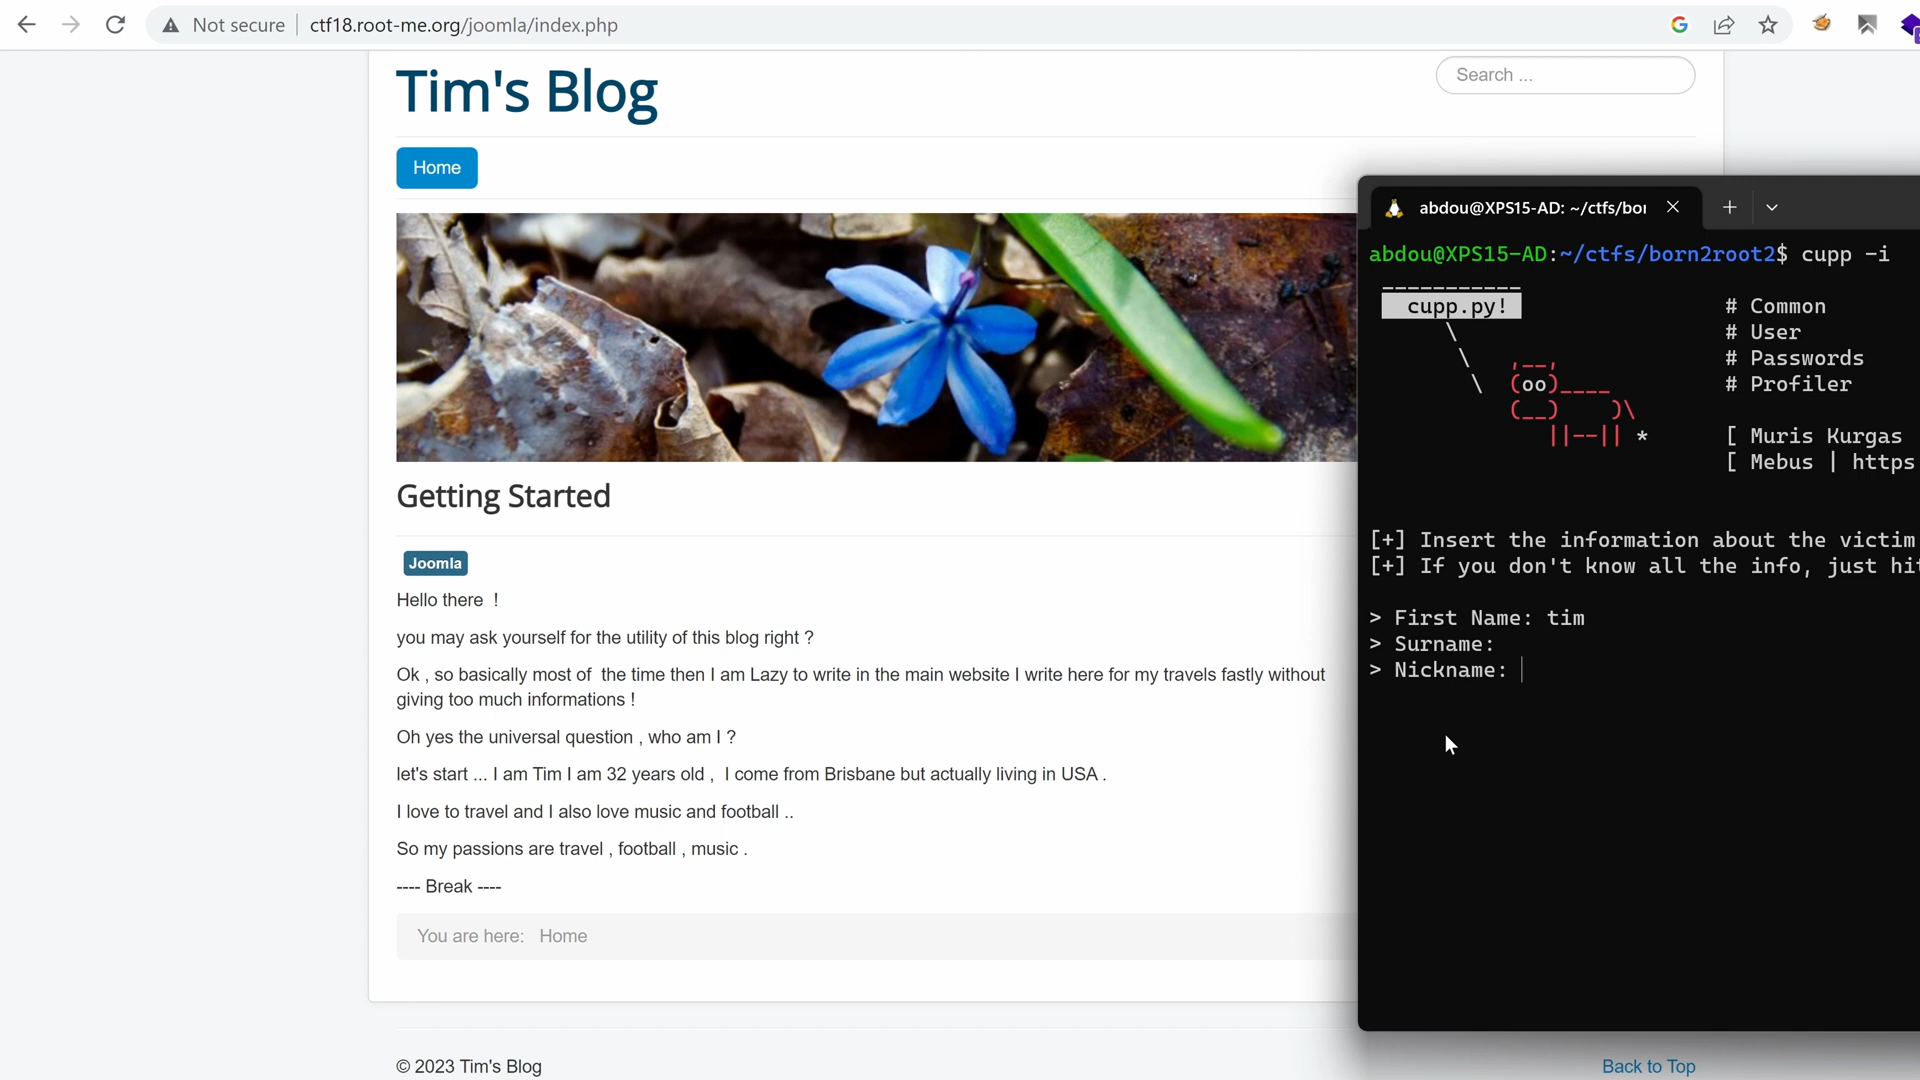 Not secure
ctf18.root-me.org/joomla/index.php
Tim's Blog
Search ...
Home
Getting Started
Joomla
Hello there !
you may ask yourself for the utility of this blog right ?
Ok , so basically most of the time then I am Lazy to write in the main website I write here for my travels fastly without
giving too much informations !
Oh yes the universal question , who am I ?
let's start ... I am Tim I am 32 years old , I come from Brisbane but actually living in USA .
I love to travel and I also love music and football ..
So my passions are travel , football , music .
---- Break ----
You are here: Home
© 2023 Tim's Blog
Back to Top
abdou@XPS15-AD: ~/ctfs/bor
abdou@XPS15-AD:~/ctfs/born2root2$ cupp -i
___________
cupp.py! # Common
\ # User
\ ,__, # Passwords
\ (oo)____ # Profiler
(__) )\
||--|| * [ Muris Kurgas
[ Mebus | https
[+] Insert the information about the victim
[+] If you don't know all the info, just hit
> First Name: tim
> Surname:
> Nickname: